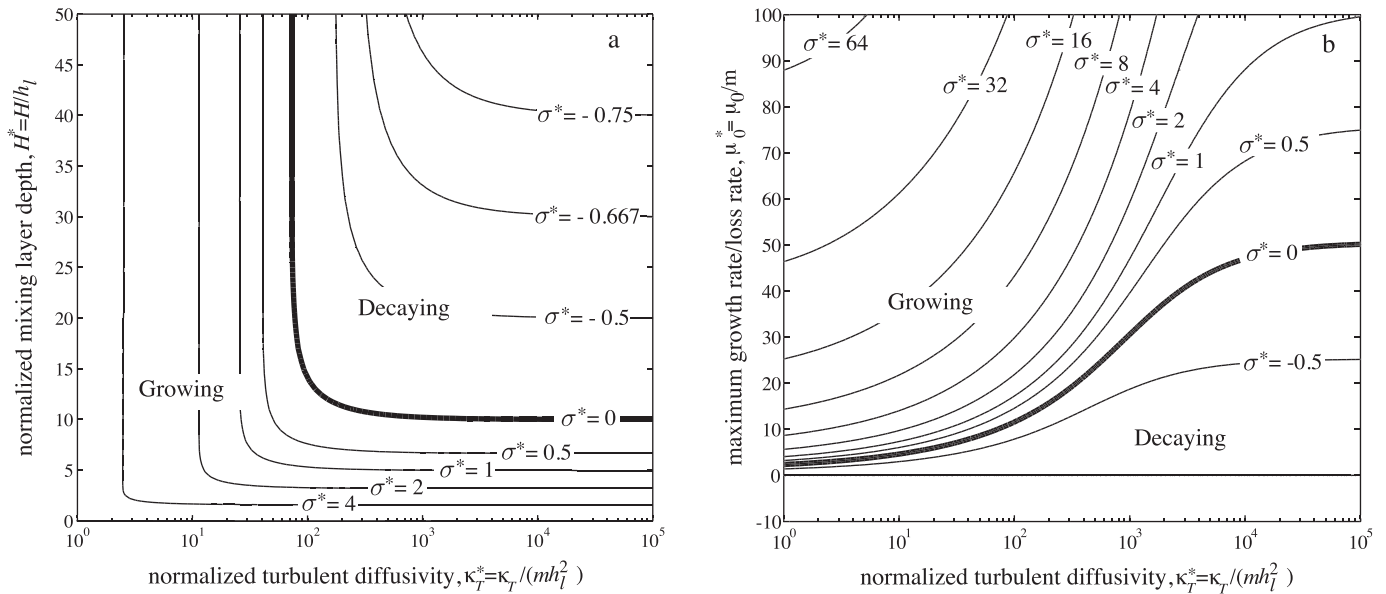 a
normalized mixing layer depth, H*=H/h_l
50
45
40
35
30
25
20
15
10
5
0
10^0
10^1
10^2
10^3
10^4
10^5
normalized turbulent diffusivity, κ_T^*=κ_T/(mh_l^2)
σ*= - 0.75
σ*= - 0.667
Decaying
σ*= - 0.5
Growing
σ*= 0
σ*= 0.5
σ*= 1
σ*= 2
σ*= 4
b
maximum growth rate/loss rate, μ_0^*= μ_0/m
100
90
80
70
60
50
40
30
20
10
0
-10
10^0
10^1
10^2
10^3
10^4
10^5
normalized turbulent diffusivity, κ_T^*=κ_T/(mh_l^2)
σ*= 64
σ*= 32
σ*= 16
σ*= 8
σ*= 4
σ*= 2
σ*= 1
σ*= 0.5
σ*= 0
Growing
σ*= -0.5
Decaying